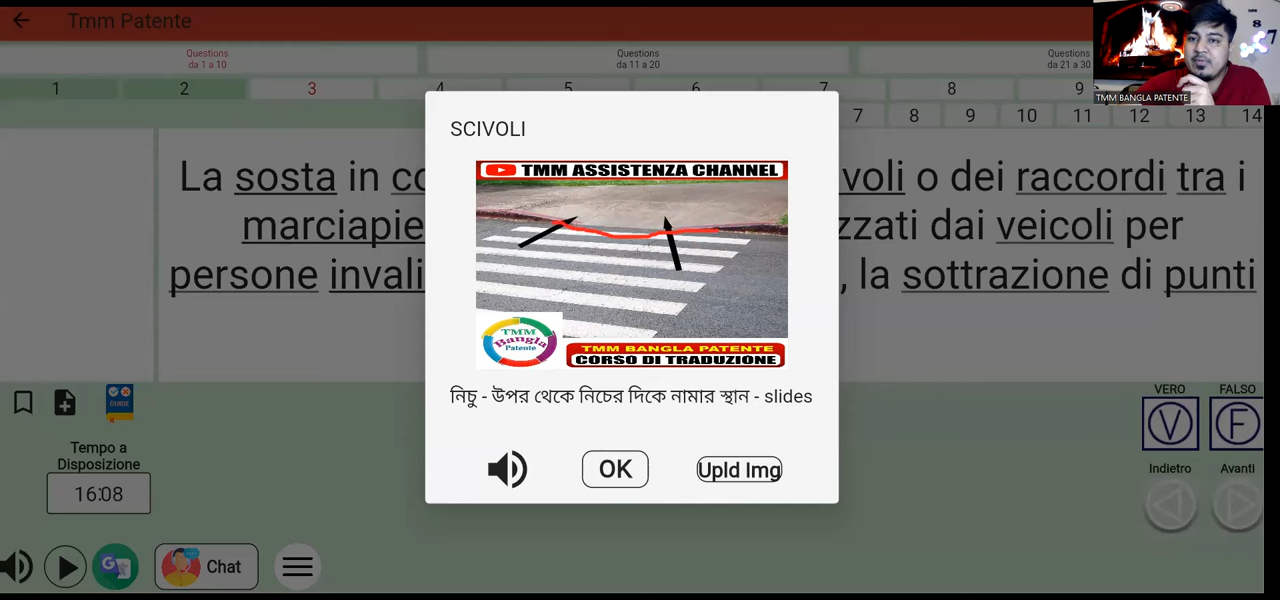 Tmm Patente
Questions
da 1 a 10
Questions
da 11 a 20
Questions
da 21 a 30
8
7
TMM BANGLA PATENTE
1 2 3 4 5 6 7 8 9
7 8 9 10 11 12 13 14
SCIVOLI
TMM ASSISTENZA CHANNEL
La sosta in co voli o dei raccordi tra i
marciapie zzati dai veicoli per
persone invali , la sottrazione di punti
TMM
Bangla
Patente
TMM BANGLA PATENTE
CORSO DI TRADUZIONE
নিচু - উপর থেকে নিচের দিকে নামার স্থান - slides
OK
Upld Img
GUIDE
VERO FALSO
V F
Tempo a
Disposizione
16:08
Indietro Avanti
Chat